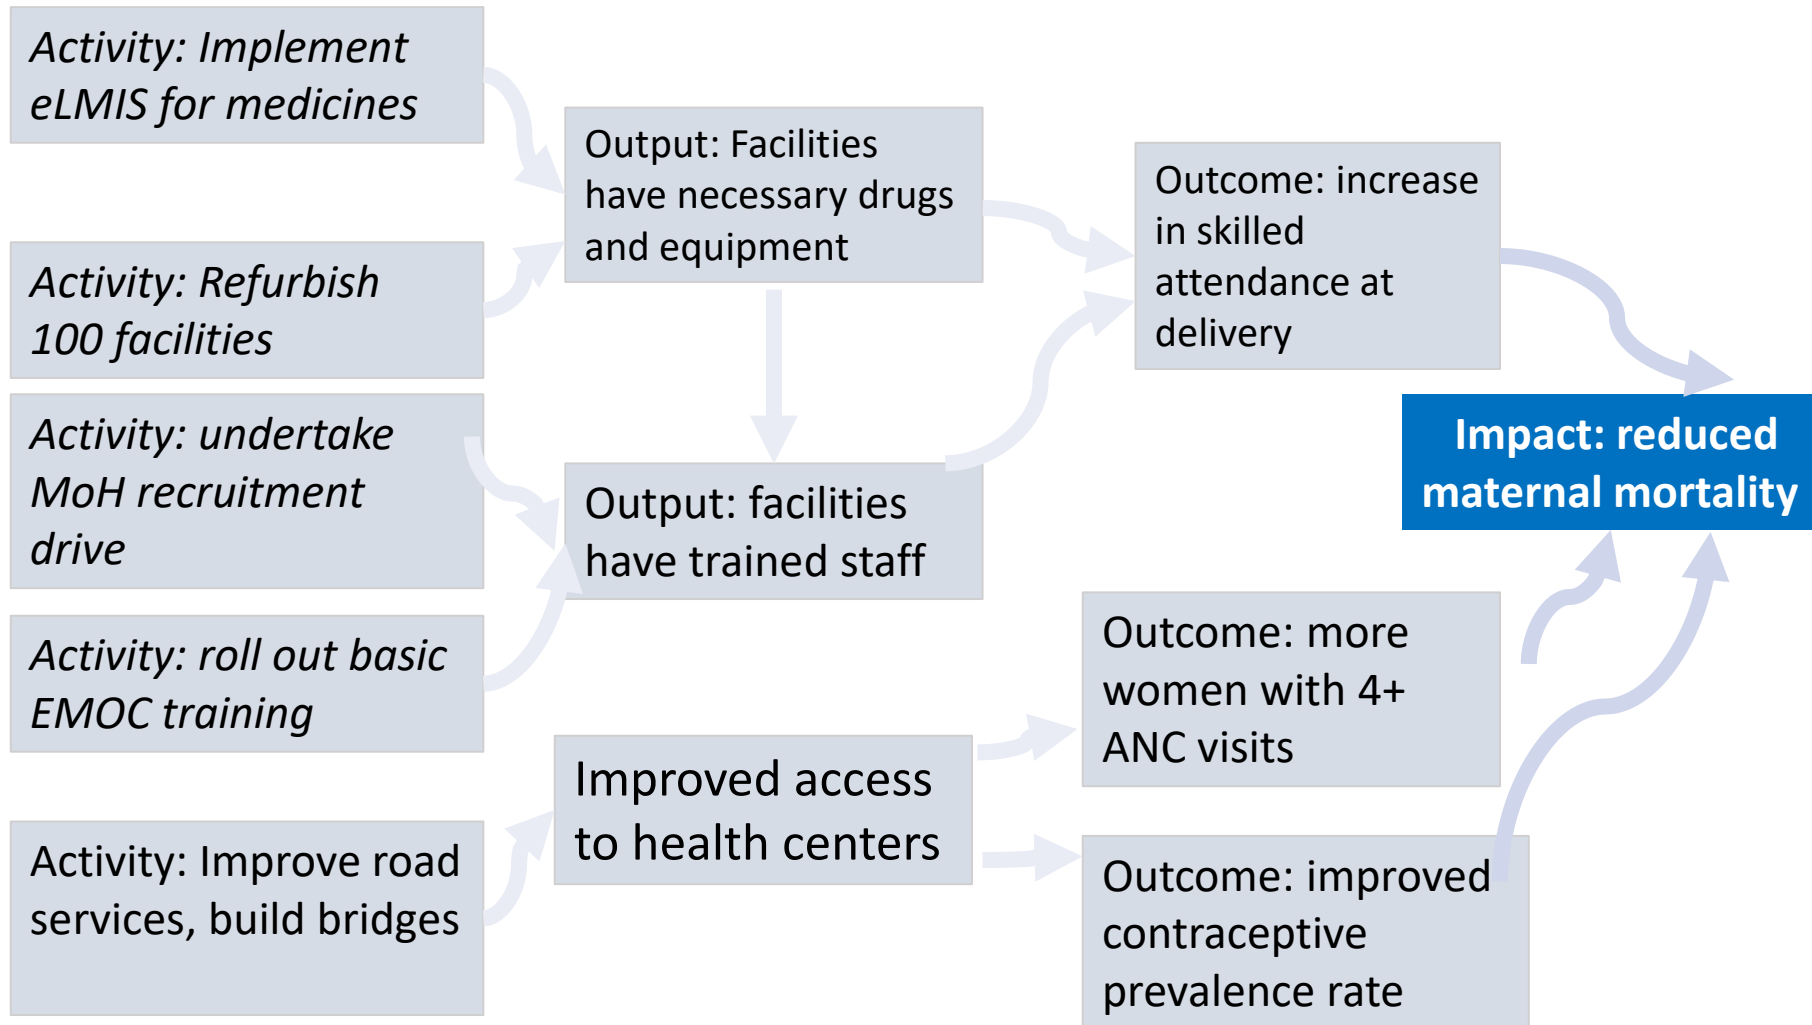 Activity: Implement
eLMIS for medicines
Activity: Refurbish
100 facilities
Activity: undertake
MoH recruitment
drive
Activity: roll out basic
EMOC training
Activity: Improve road
services, build bridges
Output: Facilities
have necessary drugs
and equipment
Output: facilities
have trained staff
Improved access
to health centers
Outcome: increase
in skilled
attendance at
delivery
Outcome: more
women with 4+
ANC visits
Outcome: improved
contraceptive
prevalence rate
Impact: reduced
maternal mortality